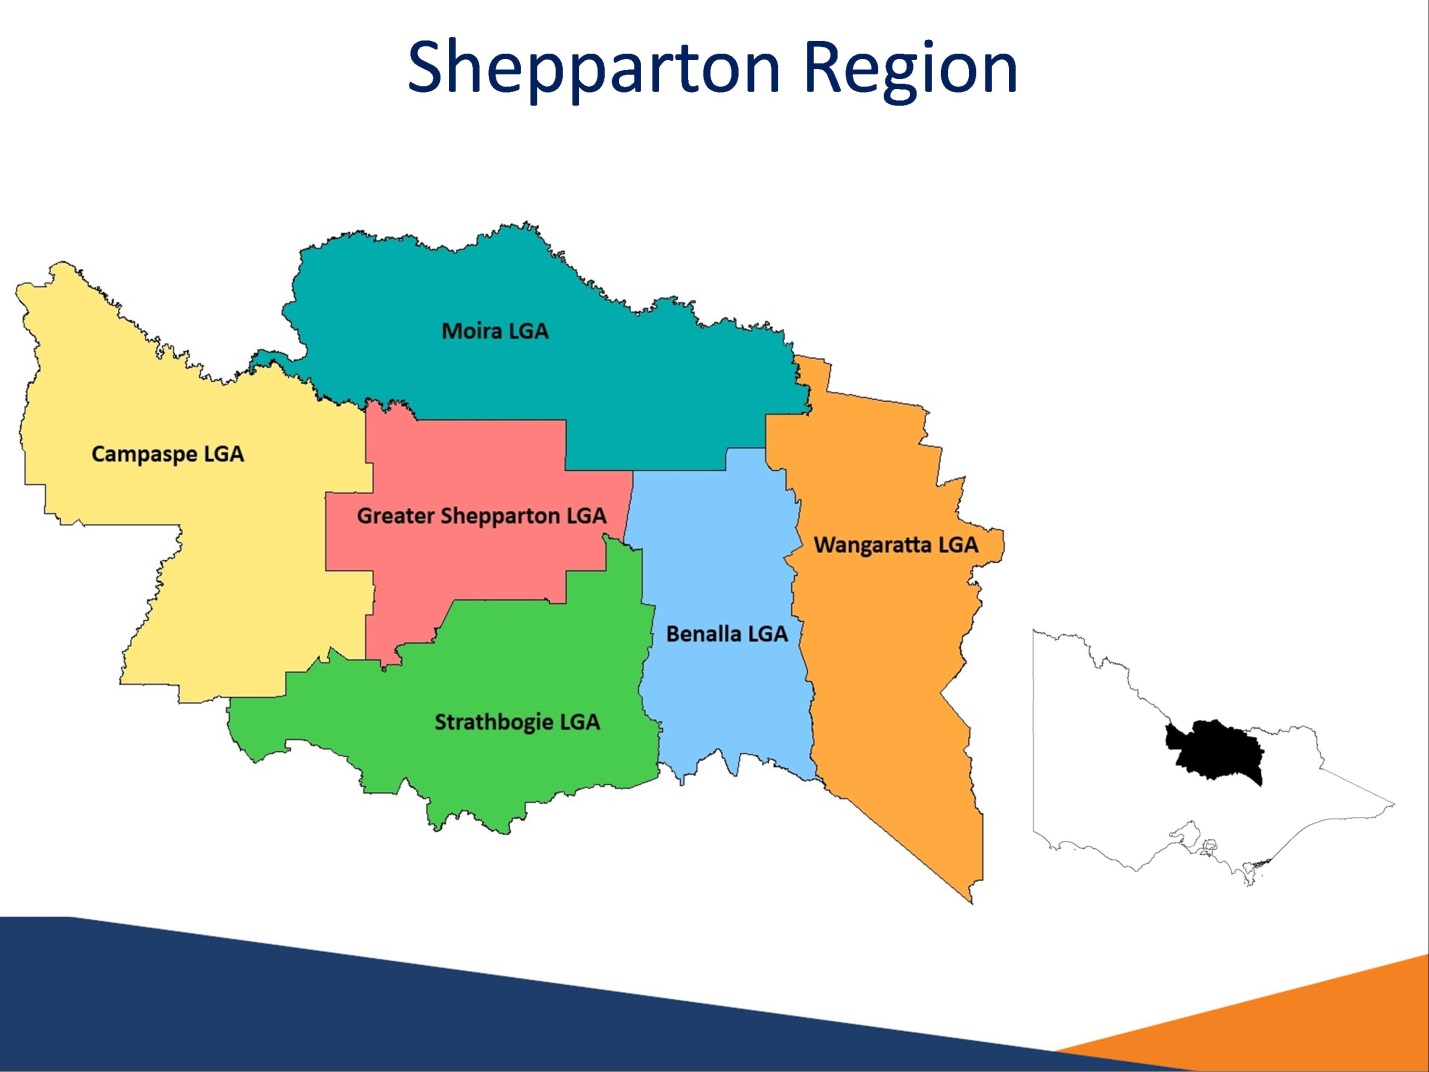 Shepparton Region
Moira LGA
Campaspe LGA
Greater Shepparton LGA
Wangaratta LGA
Benalla LGA
Strathbogie LGA